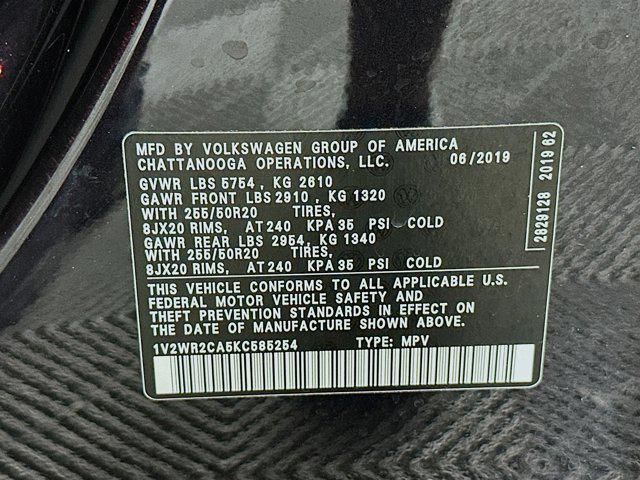 MFD BY VOLKSWAGEN GROUP OF AMERICA
CHATTANOOGA OPERATIONS, LLC. 06/2019
GVWR LBS 5754 , KG 2610
GAWR FRONT LBS 2910 , KG 1320
WITH 255/50R20 TIRES,
8JX20 RIMS, AT 240 KPA 35 PSI COLD
GAWR REAR LBS 2954, KG 1340
WITH 255/50R20 TIRES,
8JX20 RIMS, AT 240 KPA 35 PSI COLD
THIS VEHICLE CONFORMS TO ALL APPLICABLE U.S.
FEDERAL MOTOR VEHICLE SAFETY AND
THEFT PREVENTION STANDARDS IN EFFECT ON
THE DATE OF MANUFACTURE SHOWN ABOVE.
1V2WR2CA5KC585254 TYPE: MPV
2829128 2019 62